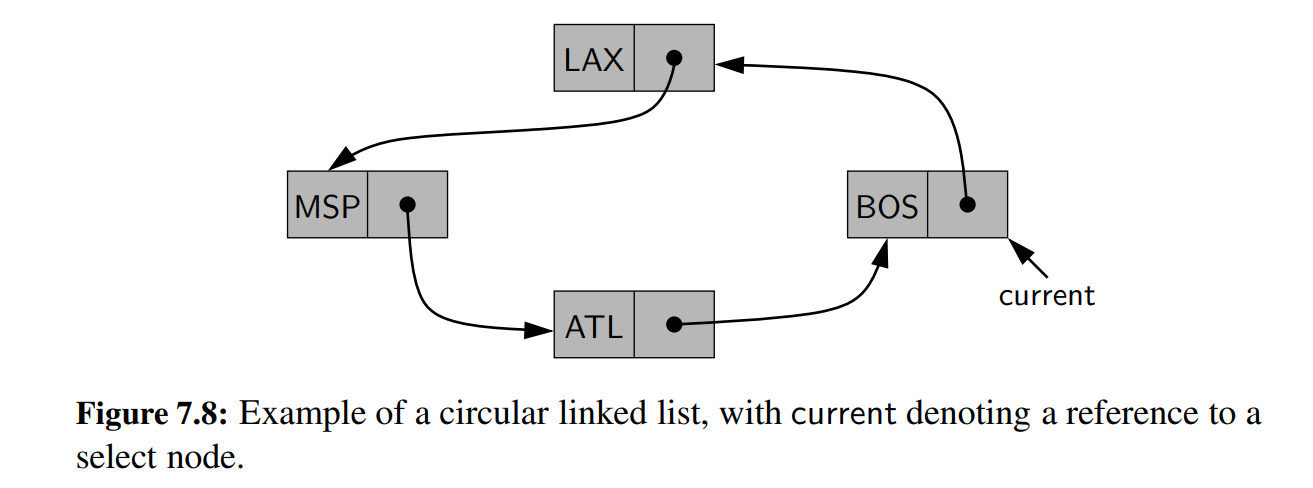 LAX
MSP
BOS
current
ATL
Figure 7.8: Example of a circular linked list, with current denoting a reference to a
select node.